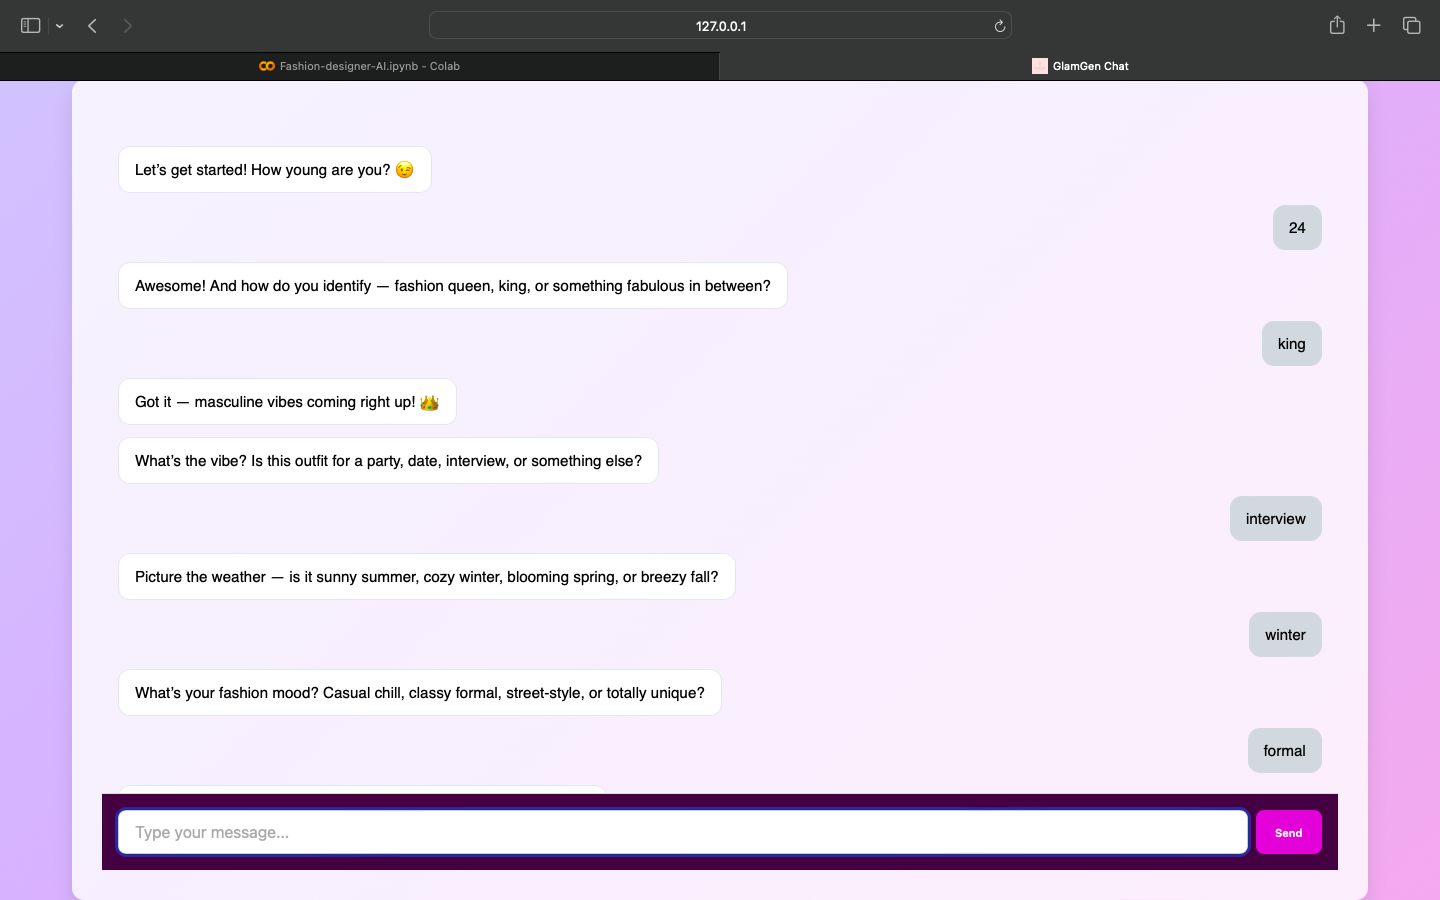 127.0.0.1
Fashion-designer-AI.ipynb - Colab
GlamGen Chat
Let’s get started! How young are you? 😉
24
Awesome! And how do you identify — fashion queen, king, or something fabulous in between?
king
Got it — masculine vibes coming right up! 👑
What’s the vibe? Is this outfit for a party, date, interview, or something else?
interview
Picture the weather — is it sunny summer, cozy winter, blooming spring, or breezy fall?
winter
What’s your fashion mood? Casual chill, classy formal, street-style, or totally unique?
formal
Type your message...
Send